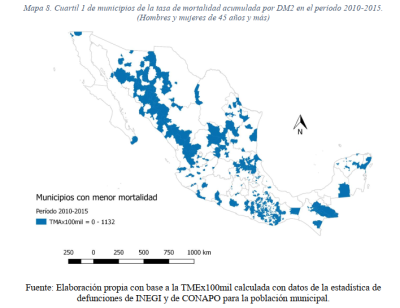 Mapa 8. Cuartil 1 de municipios de la tasa de mortalidad acumulada por DM2 en el periodo 2010-2015.
(Hombres y mujeres de 45 años y más)
N
Municipios con menor mortalidad
Periodo 2010-2015
TMAx100mil = 0 - 1132
250 0 250 500 750 1000 km
Fuente: Elaboración propia con base a la TMEx100mil calculada con datos de la estadística de
defunciones de INEGI y de CONAPO para la población municipal.